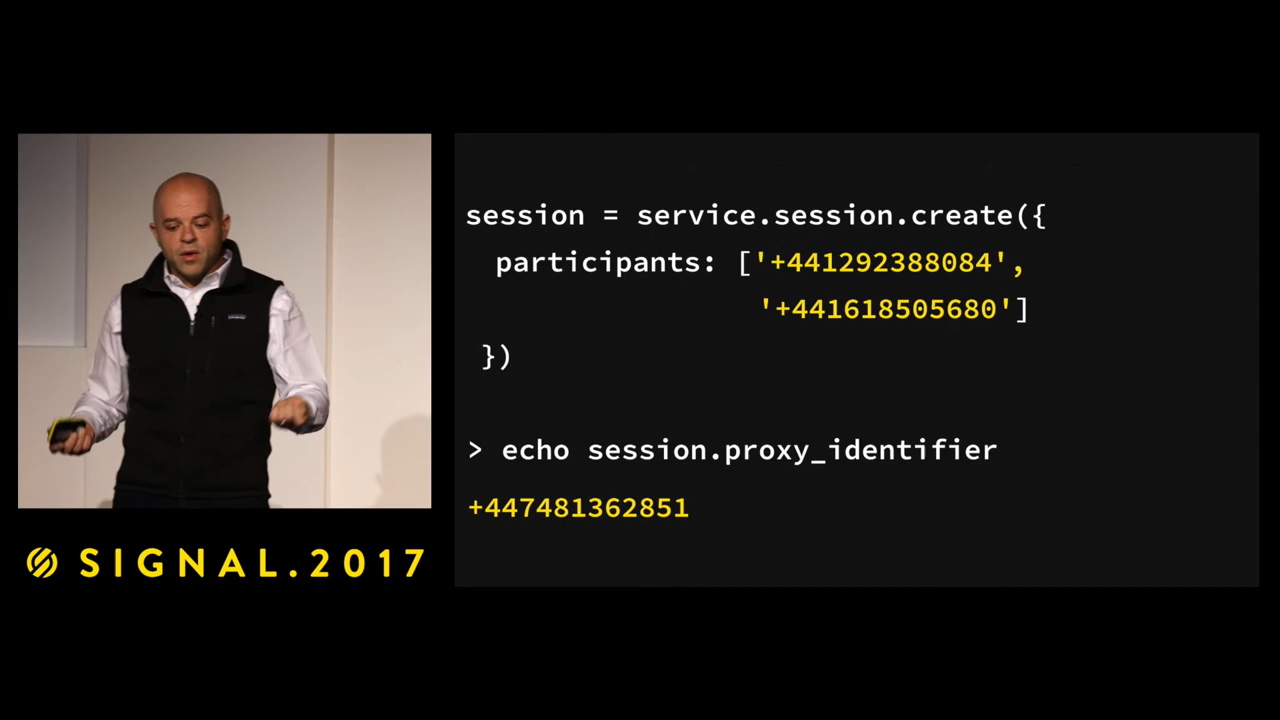 session = service.session.create({
participants: ['+441292388084',
'+441618505680']
})
> echo session.proxy_identifier
+447481362851
SIGNAL.2017